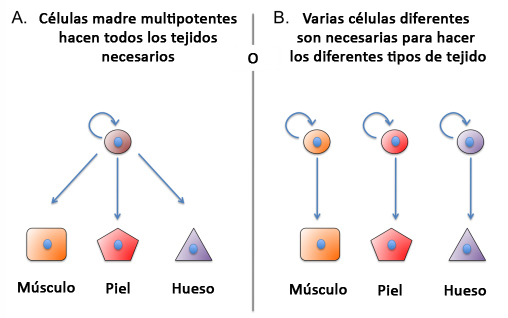 A. Células madre multipotentes
hacen todos los tejidos
necesarios
O
B. Varias células diferentes
son necesarias para hacer
los diferentes tipos de tejido
Músculo Piel Hueso
Músculo Piel Hueso